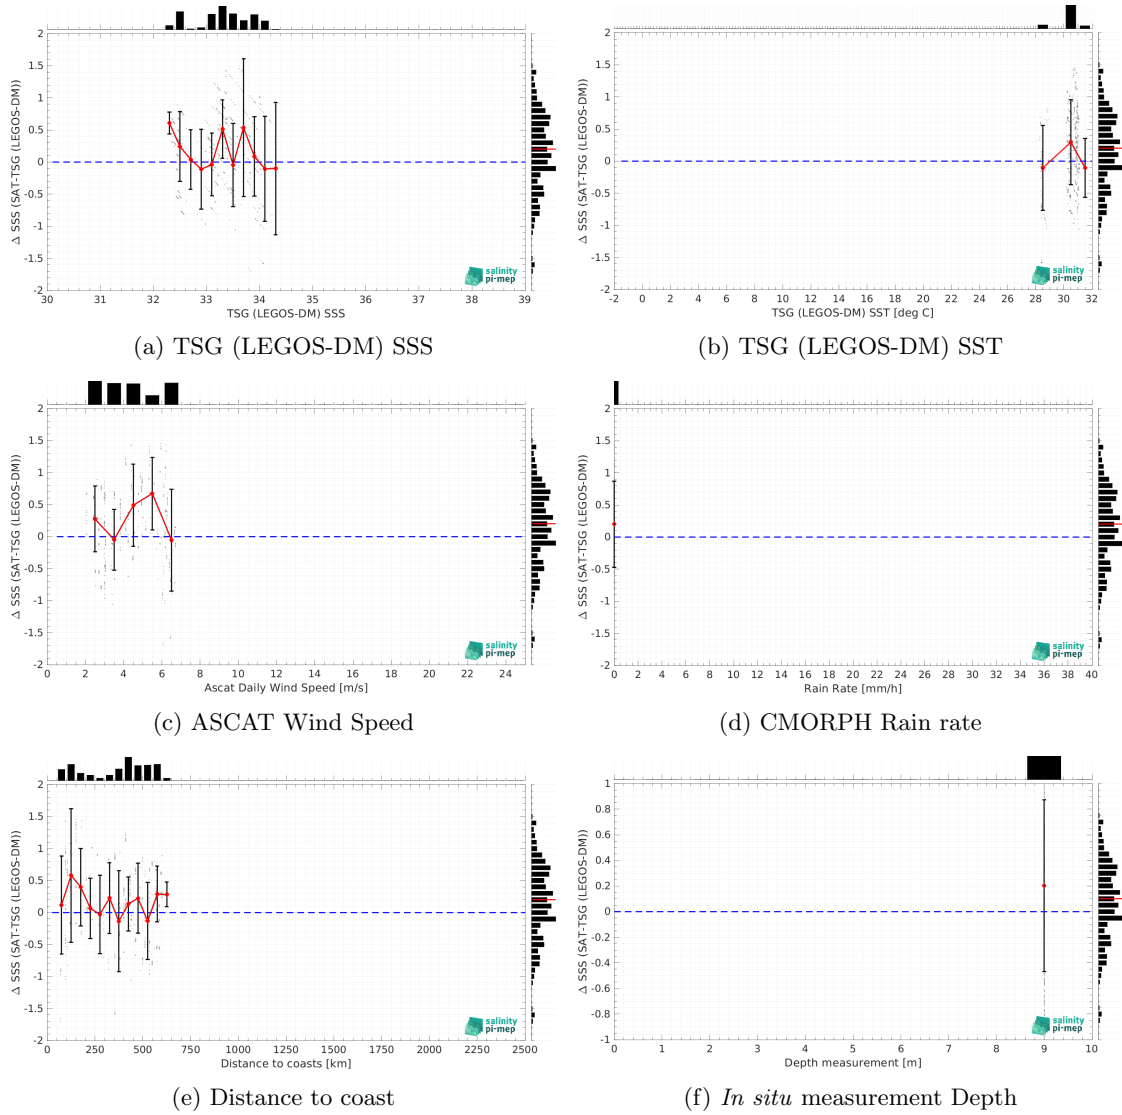 2
1.5
1
0.5
0
-0.5
-1
-1.5
-2
Δ SSS (SAT-TSG (LEGOS-DM))
salinity
pi-mep
30 31 32 33 34 35 36 37 38 39
TSG (LEGOS-DM) SSS
(a) TSG (LEGOS-DM) SSS
2
1.5
1
0.5
0
-0.5
-1
-1.5
-2
Δ SSS (SAT-TSG (LEGOS-DM))
salinity
pi-mep
-2 0 2 4 6 8 10 12 14 16 18 20 22 24 26 28 30 32
TSG (LEGOS-DM) SST [deg C]
(b) TSG (LEGOS-DM) SST
2
1.5
1
0.5
0
-0.5
-1
-1.5
-2
Δ SSS (SAT-TSG (LEGOS-DM))
salinity
pi-mep
0 2 4 6 8 10 12 14 16 18 20 22 24
Ascat Daily Wind Speed [m/s]
(c) ASCAT Wind Speed
2
1.5
1
0.5
0
-0.5
-1
-1.5
-2
Δ SSS (SAT-TSG (LEGOS-DM))
salinity
pi-mep
0 2 4 6 8 10 12 14 16 18 20 22 24 26 28 30 32 34 36 38 40
Rain Rate [mm/h]
(d) CMORPH Rain rate
2
1.5
1
0.5
0
-0.5
-1
-1.5
-2
Δ SSS (SAT-TSG (LEGOS-DM))
salinity
pi-mep
0 250 500 750 1000 1250 1500 1750 2000 2250 2500
Distance to coasts [km]
(e) Distance to coast
1
0.8
0.6
0.4
0.2
0
-0.2
-0.4
-0.6
-0.8
-1
Δ SSS (SAT-TSG (LEGOS-DM))
salinity
pi-mep
0 1 2 3 4 5 6 7 8 9 10
Depth measurement [m]
(f) In situ measurement Depth